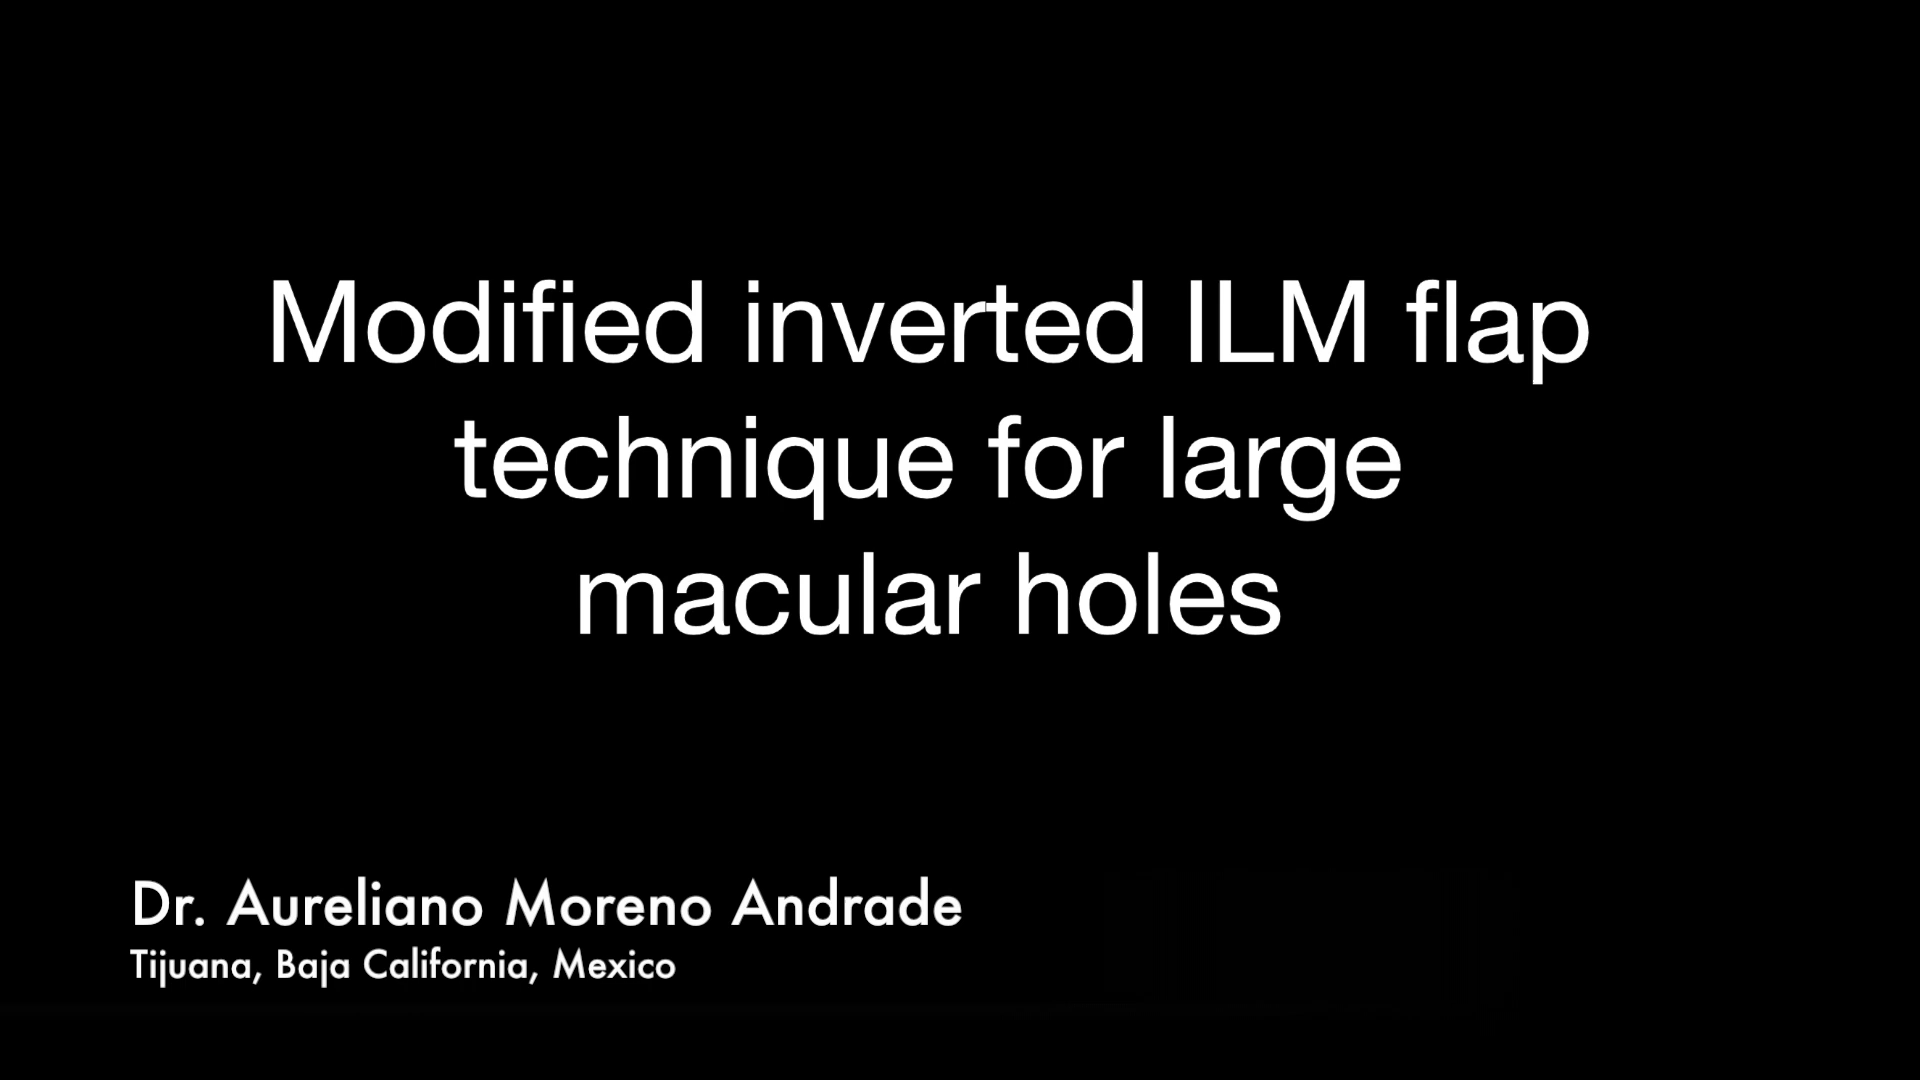 Modified inverted ILM flap
technique for large
macular holes
Dr. Aureliano Moreno Andrade
Tijuana, Baja California, Mexico